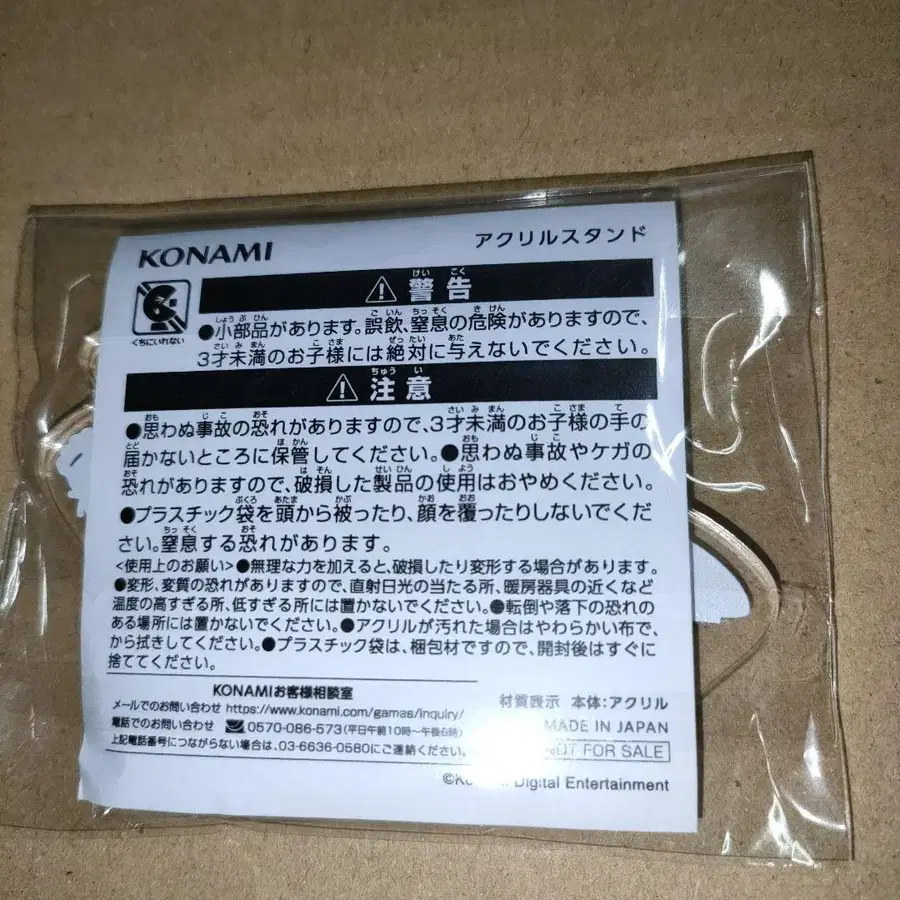 KONAMI
アクリルスタンド
くちにいれない
警告
●小部品があります。誤飲、窒息の危険がありますので、
3才未満のお子様には絶対に与えないでください。
注意
●思わぬ事故の恐れがありますので、3才未満のお子様の手の
届かないところに保管してください。●思わぬ事故やケガの
恐れがありますので、破損した製品の使用はおやめください。
●プラスチック袋を頭から被ったり、顔を覆ったりしないでくだ
さい。窒息する恐れがあります。
<使用上のお願い>●無理な力を加えると、破損したり変形する場合があります。
●変形、変質の恐れがありますので、直射日光の当たる所、暖房器具の近くなど
温度の高すぎる所、低すぎる所には置かないでください。●転倒や落下の恐れの
ある場所には置かないでください。●アクリルが汚れた場合はやわらかい布で、
から拭きしてください。●プラスチック袋は、梱包材ですので、開封後はすぐに
捨ててください。
KONAMIお客様相談室
メールでのお問い合わせ https://www.konami.com/games/inquiry/
電話でのお問い合わせ 0570-086-573(平日午前10時～午後6時)
上記電話番号につながらない場合は、03-6636-0580にご連絡ください。
材質表示 本体:アクリル
MADE IN JAPAN
FOR SALE
Digital Entertainment